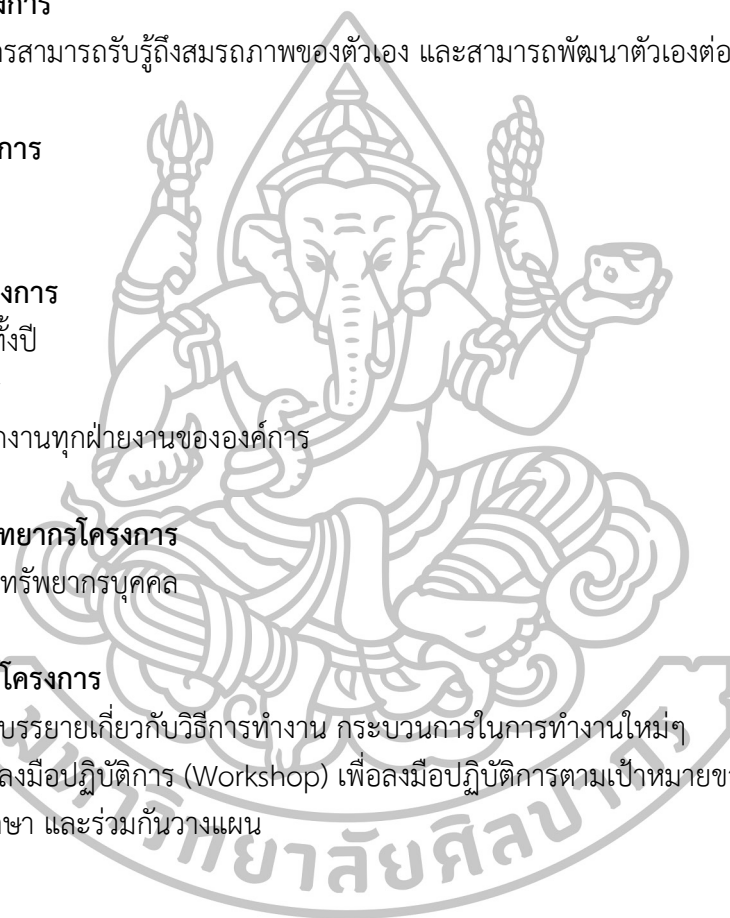 งการ
รสามารถรับรู้ถึงสมรถภาพของตัวเอง และสามารถพัฒนาตัวเองต่อ
การ
งการ
ทั้งปี
งานทุกฝ่ายงานขององค์การ
ทยากรโครงการ
ทรัพยากรบุคคล
โครงการ
บรรยายเกี่ยวกับวิธีการทำงาน กระบวนการในการทำงานใหม่ๆ
ลงมือปฏิบัติการ (Workshop) เพื่อลงมือปฏิบัติการตามเป้าหมายขอ
ษา และร่วมกันวางแผน
มหาวิทยาลัยศิลปากร